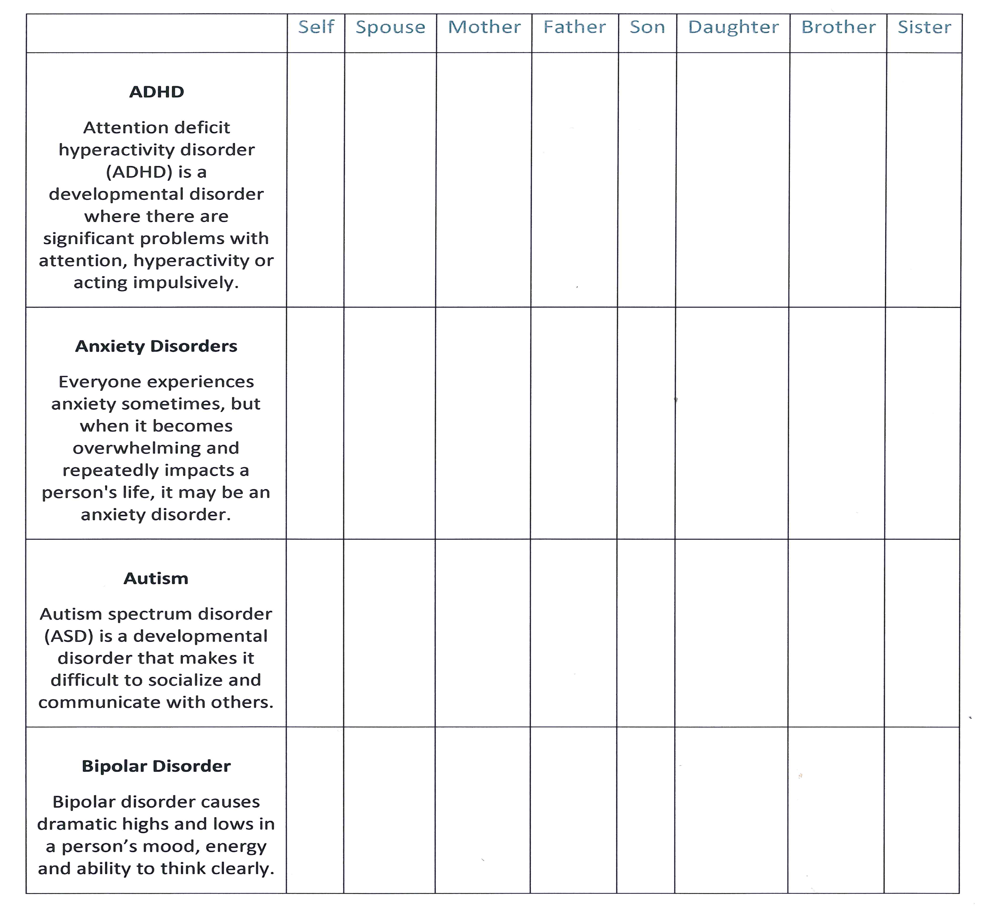 Self Spouse Mother Father Son Daughter Brother Sister
ADHD
Attention deficit
hyperactivity disorder
(ADHD) is a
developmental disorder
where there are
significant problems with
attention, hyperactivity or
acting impulsively.
Anxiety Disorders
Everyone experiences
anxiety sometimes, but
when it becomes
overwhelming and
repeatedly impacts a
person's life, it may be an
anxiety disorder.
Autism
Autism spectrum disorder
(ASD) is a developmental
disorder that makes it
difficult to socialize and
communicate with others.
Bipolar Disorder
Bipolar disorder causes
dramatic highs and lows in
a person’s mood, energy
and ability to think clearly.